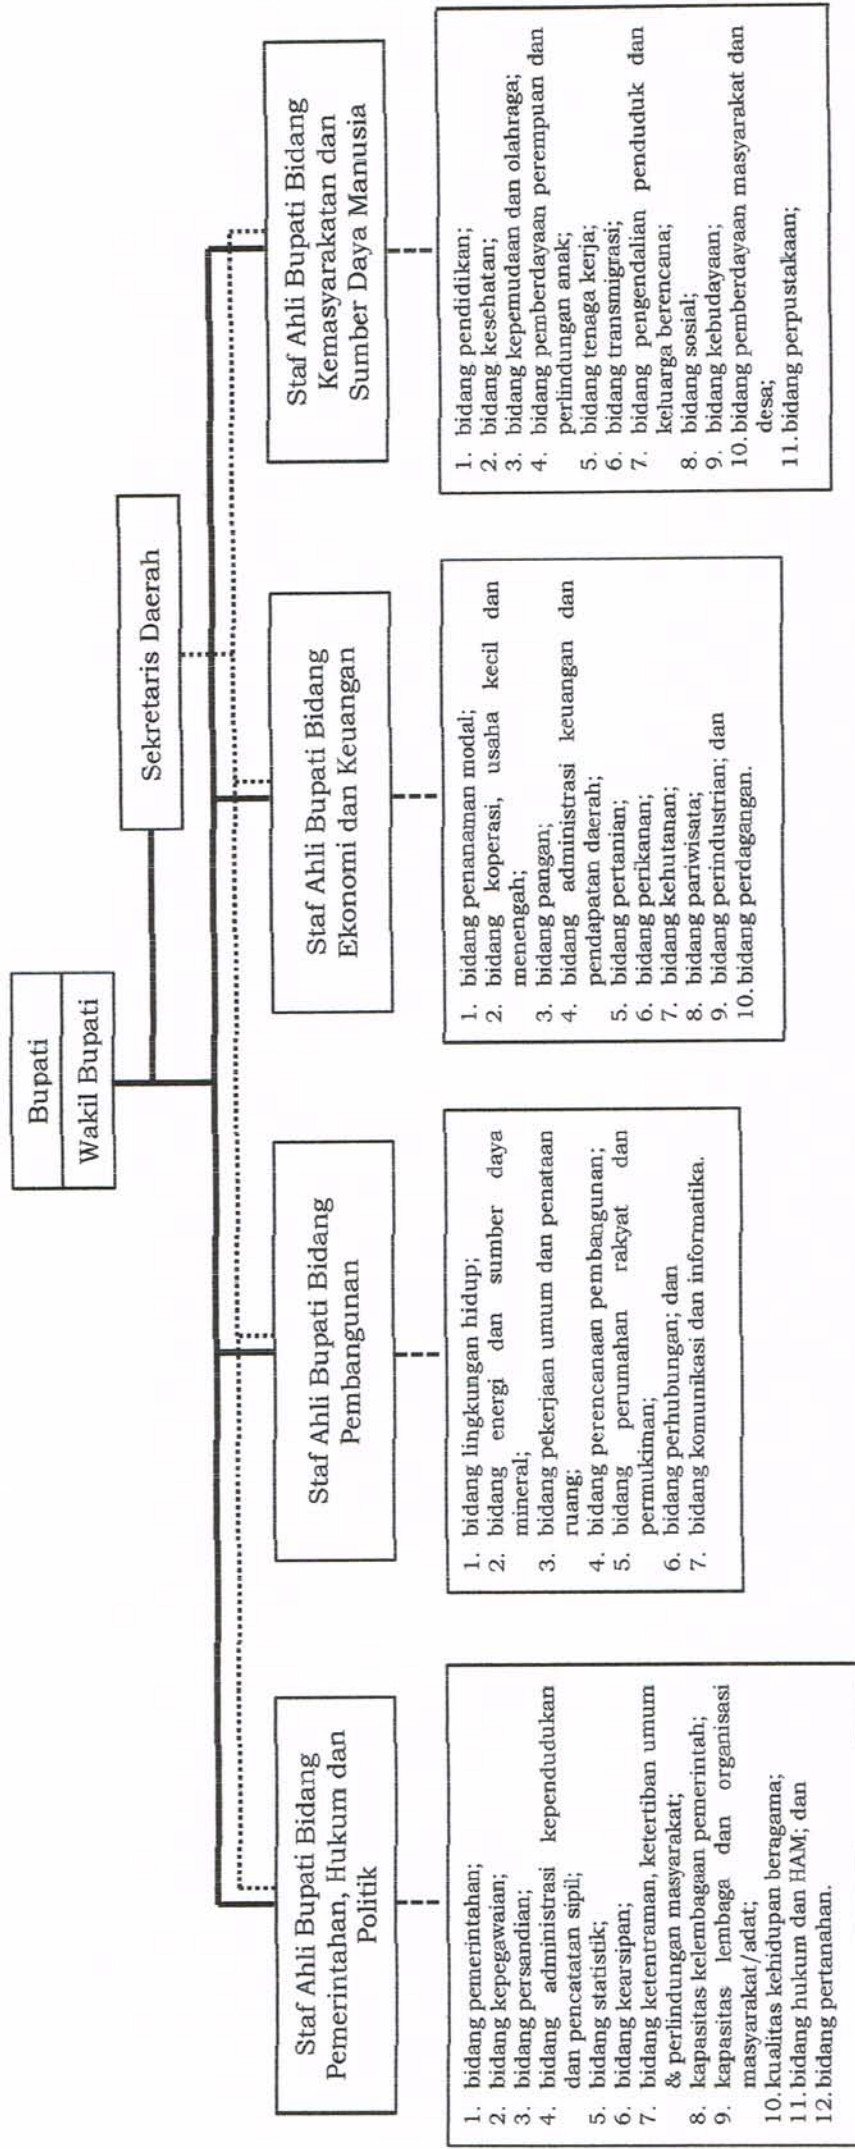 Bupati
Wakil Bupati
Sekretaris Daerah
Staf Ahli Bupati Bidang
Pemerintahan, Hukum dan
Politik
Staf Ahli Bupati Bidang
Pembangunan
Staf Ahli Bupati Bidang
Ekonomi dan Keuangan
Staf Ahli Bupati Bidang
Kemasyarakatan dan
Sumber Daya Manusia
1. bidang pemerintahan;
2. bidang kepegawaian;
3. bidang persandian;
4. bidang administrasi kependudukan
dan pencatatan sipil;
5. bidang statistik;
6. bidang kearsipan;
7. bidang ketentraman, ketertiban umum
& perlindungan masyarakat;
8. kapasitas kelembagaan pemerintah;
9. kapasitas lembaga dan organisasi
masyarakat/adat;
10. kualitas kehidupan beragama;
11. bidang hukum dan HAM; dan
12. bidang pertanahan.
1. bidang lingkungan hidup;
2. bidang energi dan sumber daya
mineral;
3. bidang pekerjaan umum dan penataan
ruang;
4. bidang perencanaan pembangunan;
5. bidang perumahan rakyat dan
permukiman;
6. bidang perhubungan; dan
7. bidang komunikasi dan informatika.
1. bidang penanaman modal;
2. bidang koperasi, usaha kecil dan
menengah;
3. bidang pangan;
4. bidang administrasi keuangan dan
pendapatan daerah;
5. bidang pertanian;
6. bidang perikanan;
7. bidang kehutanan;
8. bidang pariwisata;
9. bidang perindustrian; dan
10. bidang perdagangan.
1. bidang pendidikan;
2. bidang kesehatan;
3. bidang kepemudaan dan olahraga;
4. bidang pemberdayaan perempuan dan
perlindungan anak;
5. bidang tenaga kerja;
6. bidang transmigrasi;
7. bidang pengendalian penduduk dan
keluarga berencana;
8. bidang sosial;
9. bidang kebudayaan;
10. bidang pemberdayaan masyarakat dan
desa;
11. bidang perpustakaan;